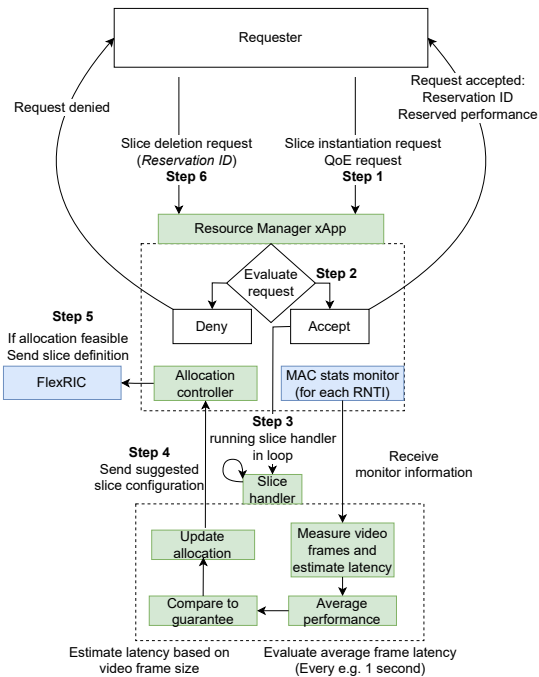 Requester
Request denied
Request accepted:
Reservation ID
Reserved performance
Slice deletion request
(Reservation ID)
Step 6
Slice instantiation request
QoE request
Step 1
Resource Manager xApp
Evaluate
request
Step 2
Deny
Accept
Step 5
If allocation feasible
Send slice definition
FlexRIC
Allocation
controller
MAC stats monitor
(for each RNTI)
Step 3
running slice handler
in loop
Step 4
Send suggested
slice configuration
Receive
monitor information
Slice
handler
Update
allocation
Measure video
frames and
estimate latency
Compare to
guarantee
Average
performance
Estimate latency based on
video frame size
Evaluate average frame latency
(Every e.g. 1 second)